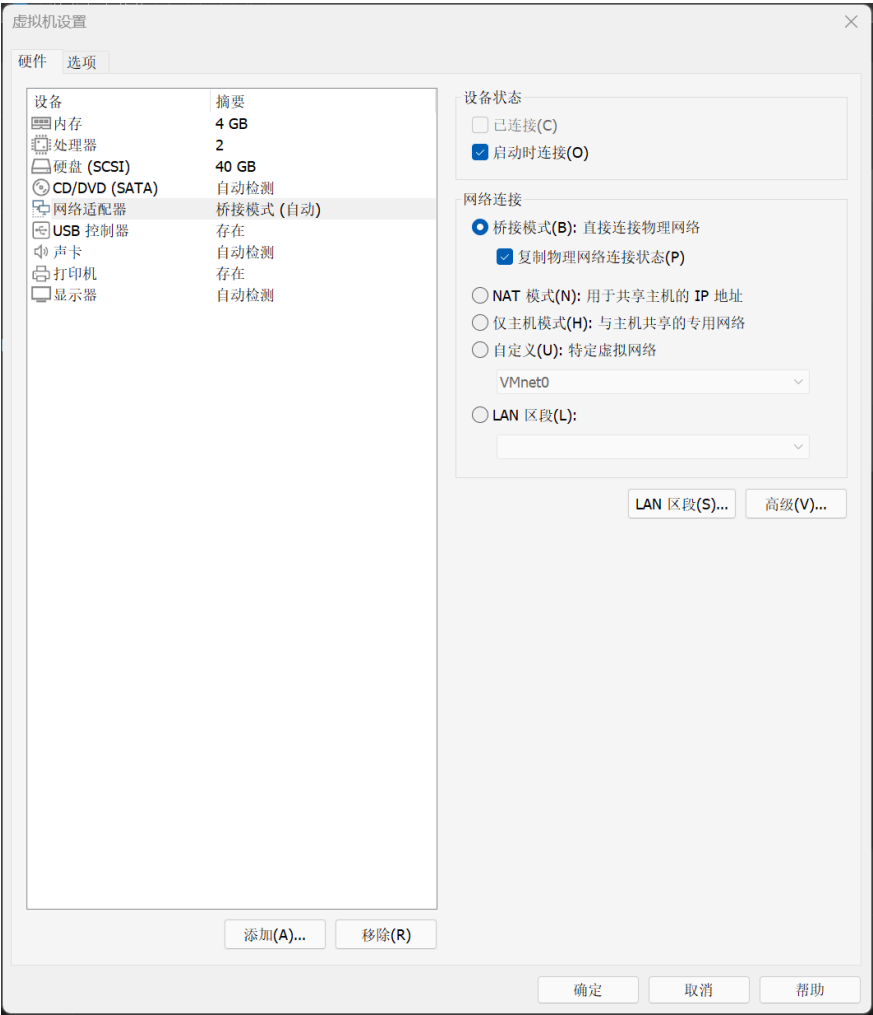 虚拟机设置
硬件 选项
设备 摘要
内存 4 GB
处理器 2
硬盘 (SCSI) 40 GB
CD/DVD (SATA) 自动检测
网络适配器 桥接模式 (自动)
USB 控制器 存在
声卡 自动检测
打印机 存在
显示器 自动检测
添加(A)... 移除(R)
设备状态
已连接(C)
启动时连接(O)
网络连接
桥接模式(B): 直接连接物理网络
复制物理网络连接状态(P)
NAT 模式(N): 用于共享主机的 IP 地址
仅主机模式(H): 与主机共享的专用网络
自定义(U): 特定虚拟网络
VMnet0
LAN 区段(L):
LAN 区段(S)... 高级(V)...
确定 取消 帮助